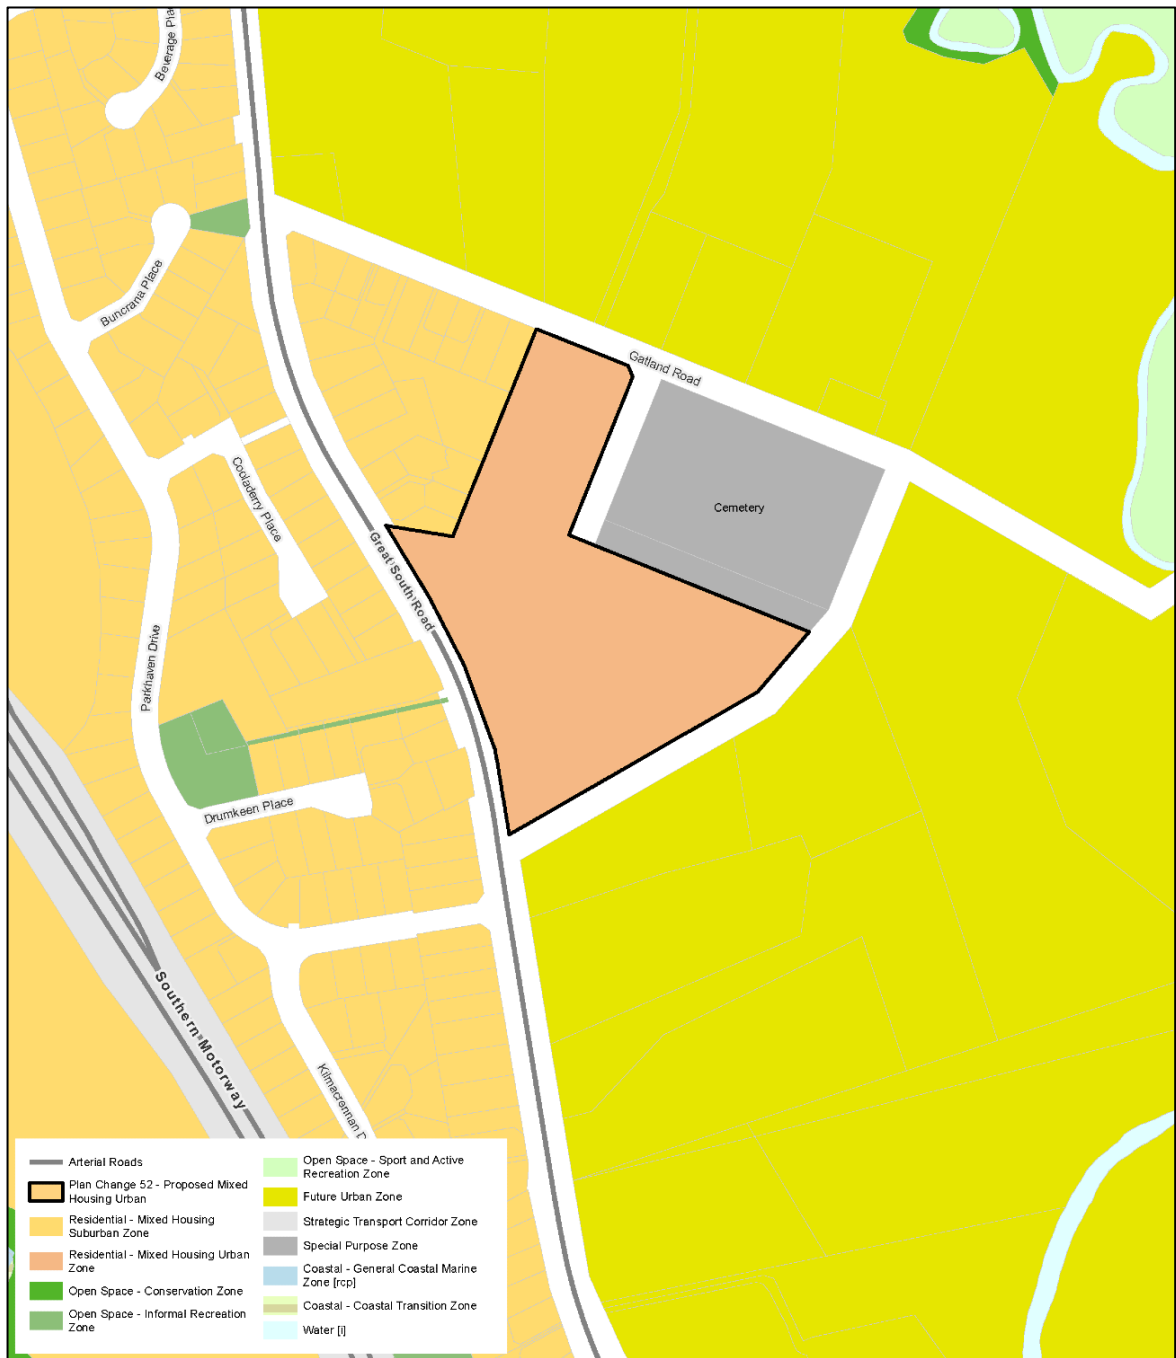 Beverage Pla
Buncrana Place
Gatland Road
Cooladerry Place
Cemetery
Great South Road
Parkhaven Drive
Drumkeen Place
Southern Motorway
Kilmacrennan D
Arterial Roads
Plan Change 52 - Proposed Mixed
Housing Urban
Residential - Mixed Housing
Suburban Zone
Residential - Mixed Housing Urban
Zone
Open Space - Conservation Zone
Open Space - Informal Recreation
Zone
Open Space - Sport and Active
Recreation Zone
Future Urban Zone
Strategic Transport Corridor Zone
Special Purpose Zone
Coastal - General Coastal Marine
Zone [rcp]
Coastal - Coastal Transition Zone
Water [i]